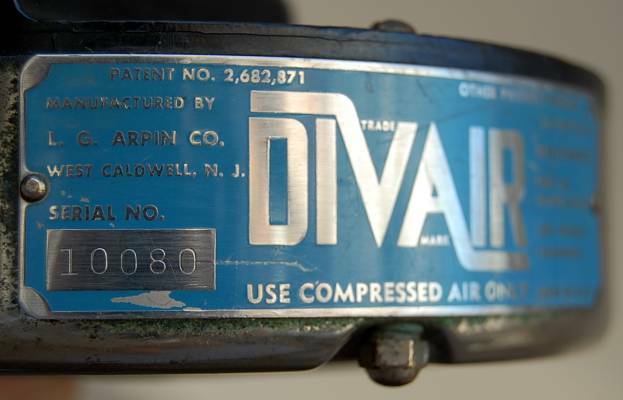 PATENT NO. 2,682,871
MANUFACTURED BY
L. G. ARPIN CO.
WEST CALDWELL, N. J.
SERIAL NO.
10080
DIVAIR
TRADE
MARK
USE COMPRESSED AIR ONLY
OTHER